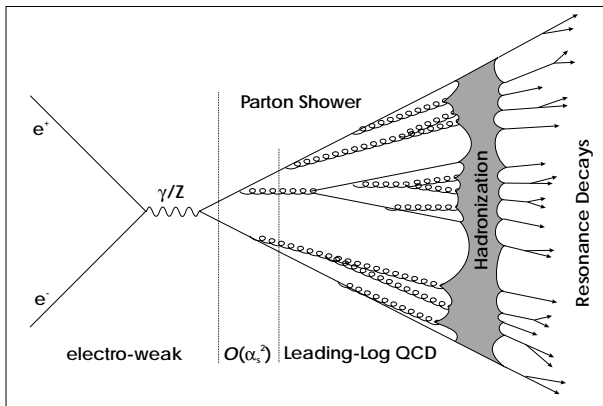 Parton Shower
e⁺
γ/Z
e⁻
Hadronization
Resonance Decays
electro-weak
O(αₛ²)
Leading-Log QCD